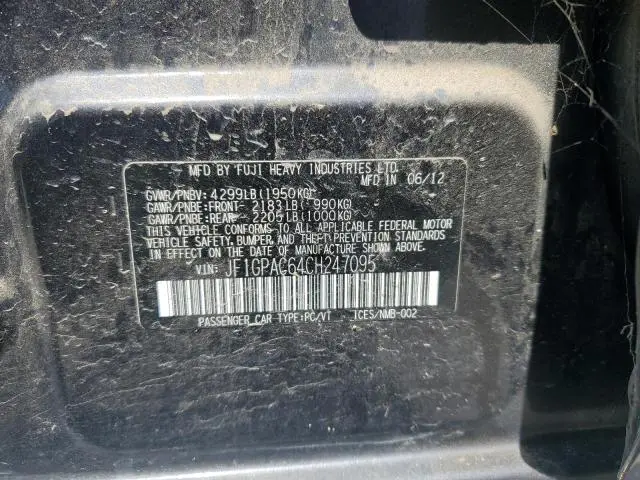 MFD BY FUJI HEAVY INDUSTRIES LTD.
MFD IN 06/12
GVWR/PNBV: 4299LB(1950KG)
GAWR/PNBE:FRONT- 2183LB( 990KG)
GAWR/PNBE:REAR- 2205LB(1000KG)
THIS VEHICLE CONFORMS TO ALL APPLICABLE FEDERAL MOTOR
VEHICLE SAFETY, BUMPER, AND THEFT PREVENTION STANDARDS
IN EFFECT ON THE DATE OF MANUFACTURE SHOWN ABOVE.
VIN: JF1GPAC64CH247095
PASSENGER CAR TYPE:PC/VT ICES/NMB-002